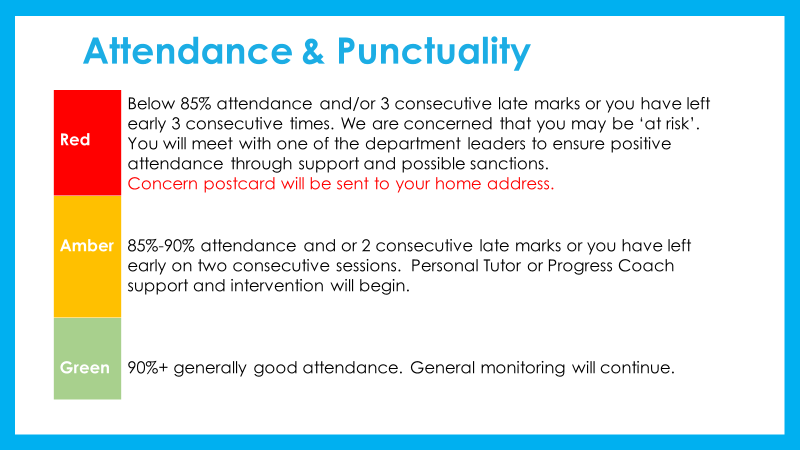 Attendance & Punctuality
Red
Below 85% attendance and/or 3 consecutive late marks or you have left
early 3 consecutive times. We are concerned that you may be ‘at risk’.
You will meet with one of the department leaders to ensure positive
attendance through support and possible sanctions.
Concern postcard will be sent to your home address.
Amber
85%-90% attendance and or 2 consecutive late marks or you have left
early on two consecutive sessions.  Personal Tutor or Progress Coach
support and intervention will begin.
Green
90%+ generally good attendance.  General monitoring will continue.